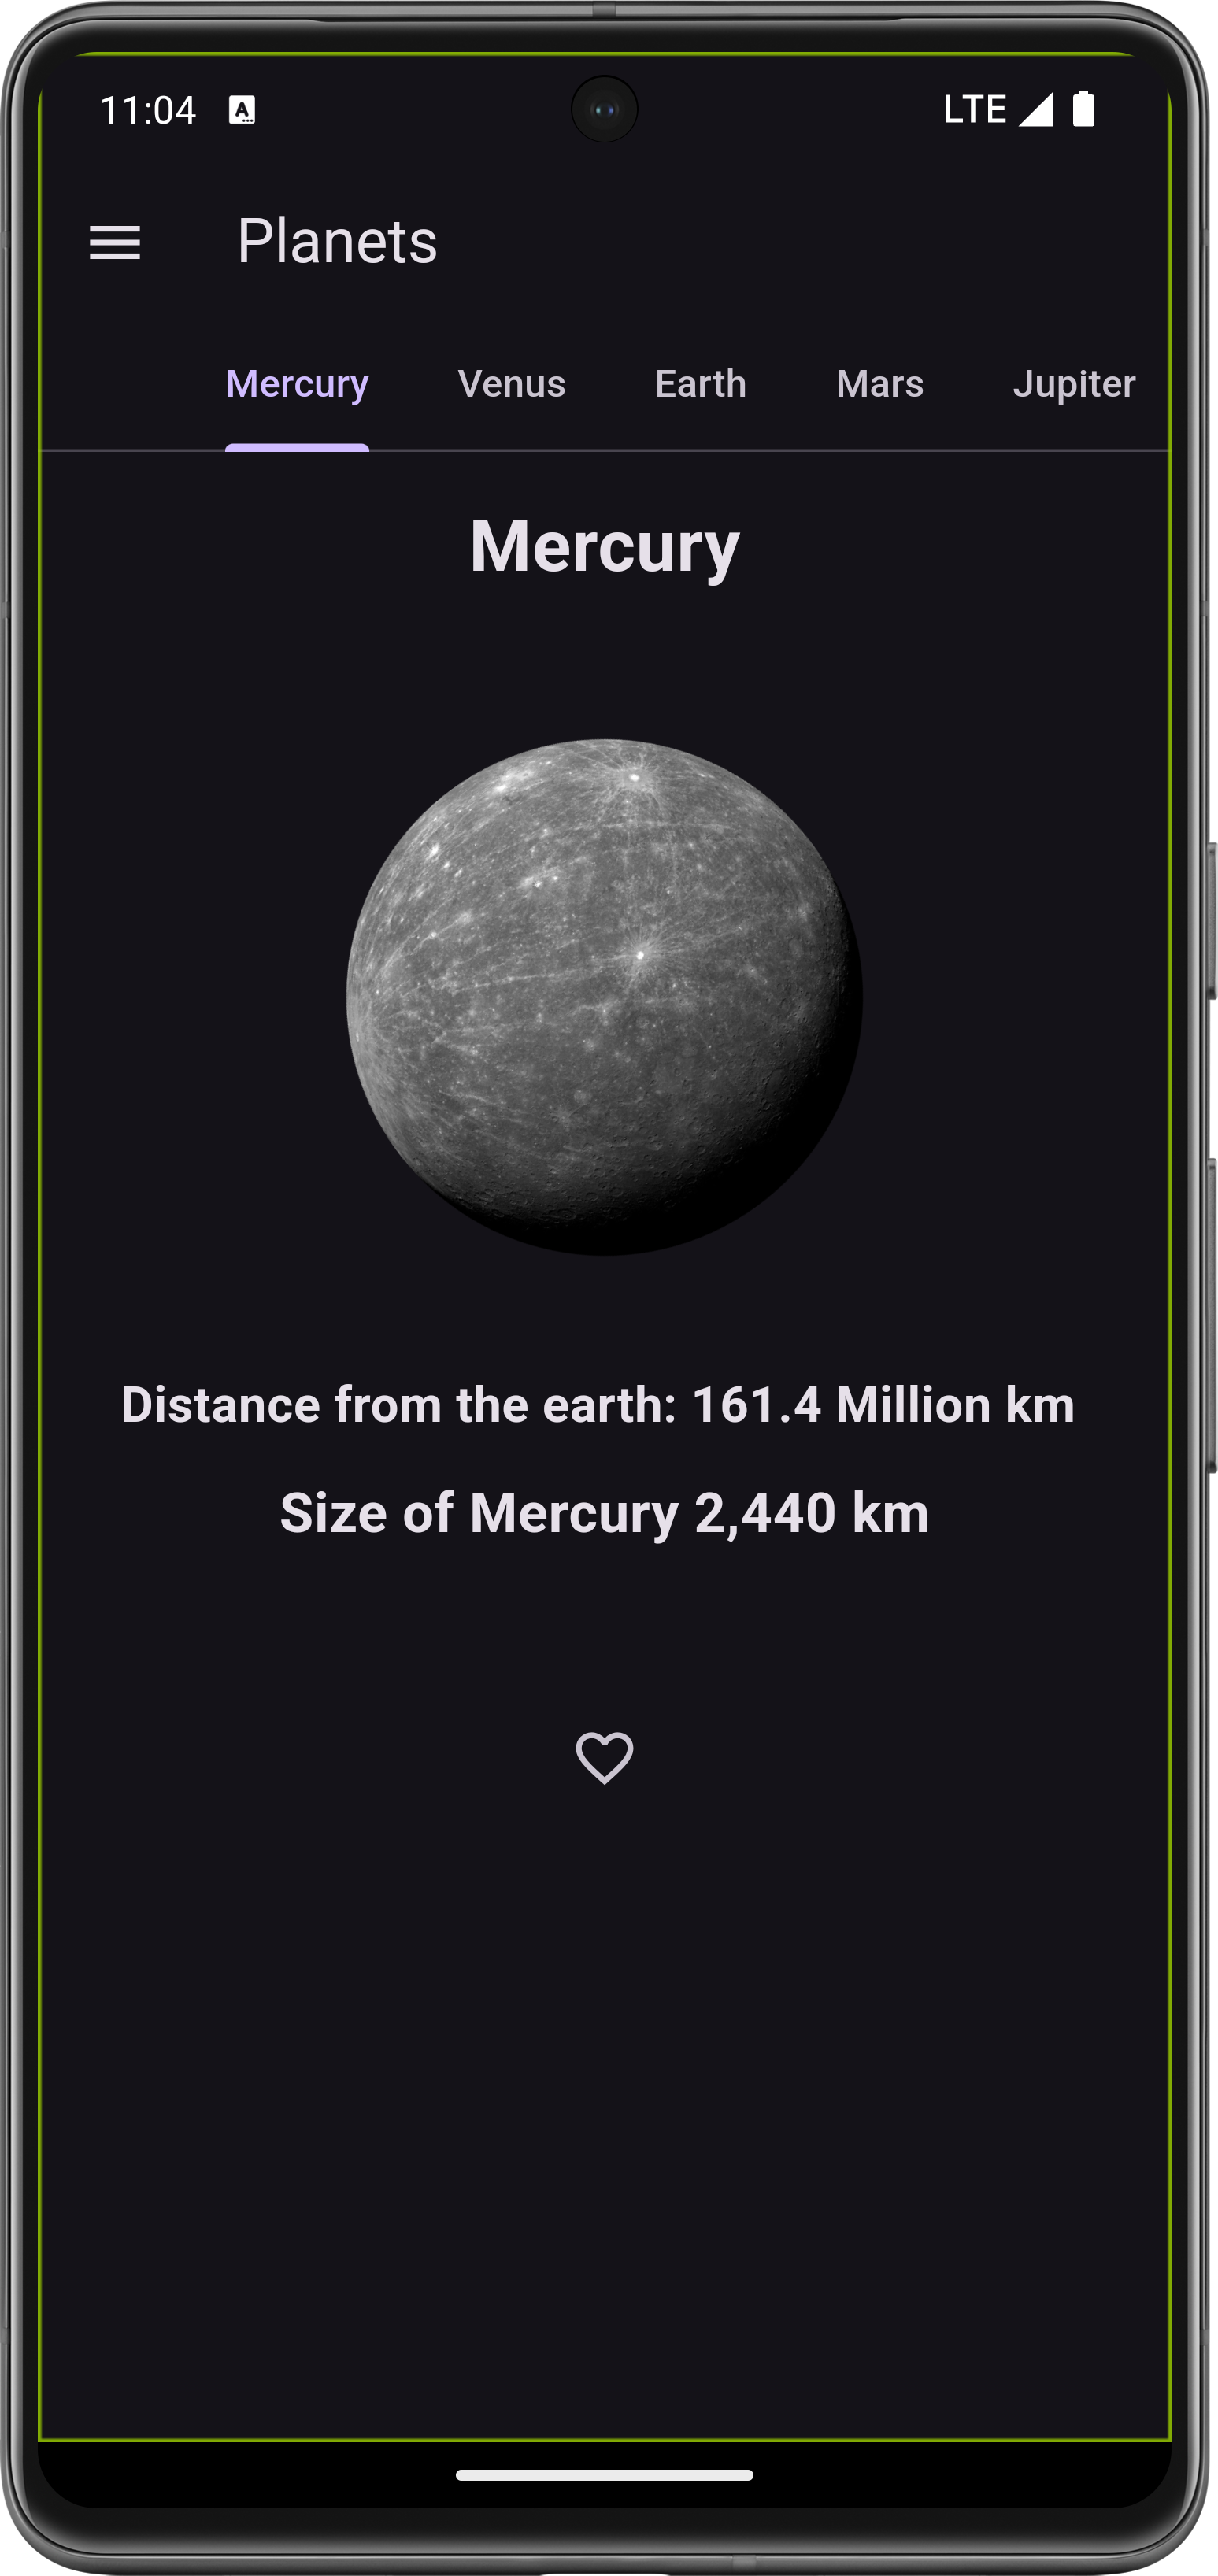 11:04 A LTE
Planets
Mercury Venus Earth Mars Jupiter
Mercury
Distance from the earth: 161.4 Million km
Size of Mercury 2,440 km